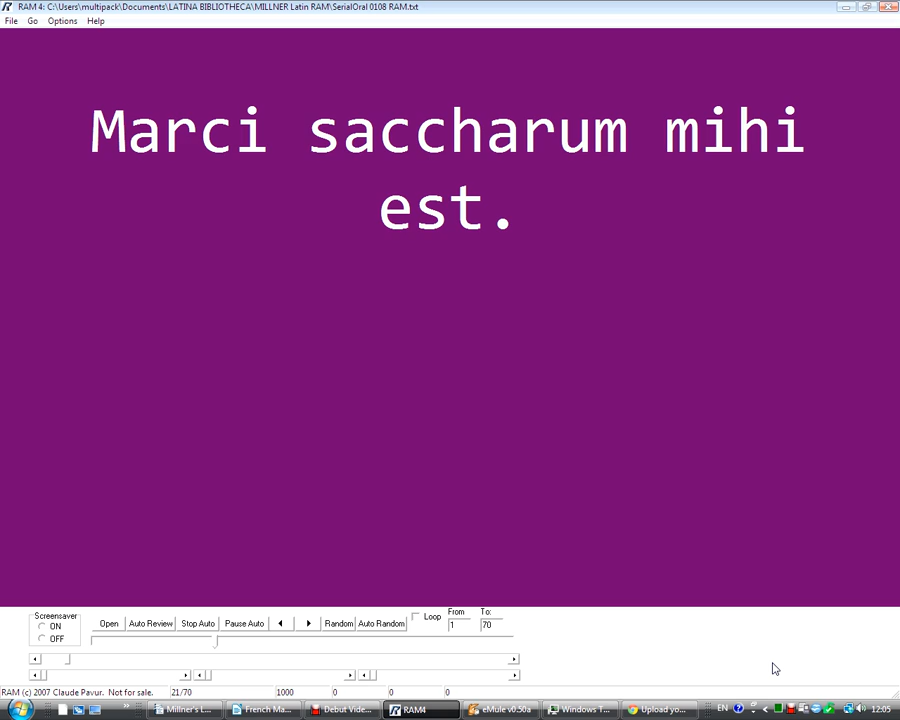 RAM 4: C:\Users\multipack\Documents\LATINA BIBLIOTHECA\MILLNER Latin RAM\SerialOral 0108 RAM.txt
File Go Options Help
Marci saccharum mihi
est.
Screensaver
ON
OFF
Open Auto Review Stop Auto Pause Auto Random Auto Random
Loop
From
1
To:
70
RAM (c) 2007 Claude Pavur. Not for sale. 21/70 1000 0 0 0
Millner's L... French Ma... Debut Video... RAM4 eMule v0.50a Windows T... Upload yo... EN 12:05